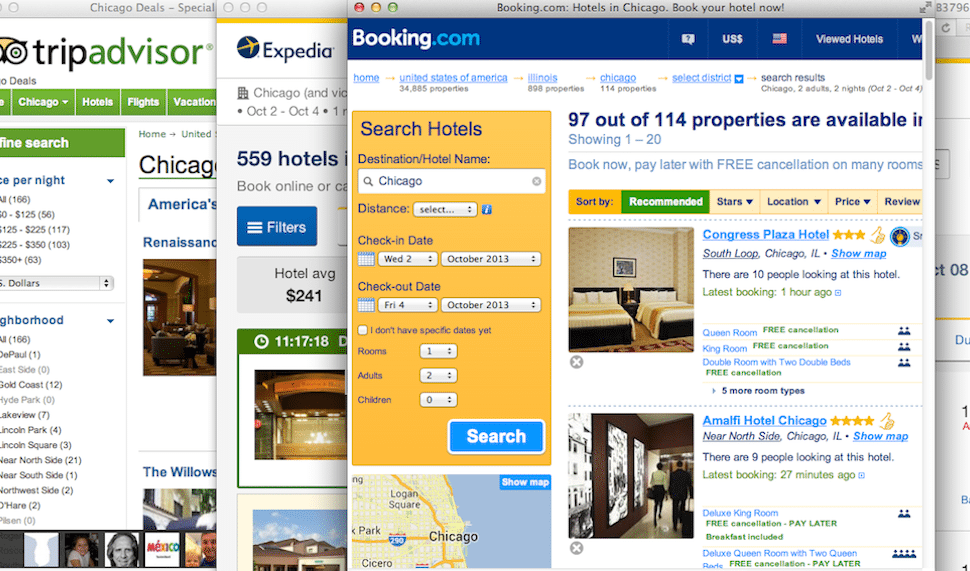 Chicago Deals – Special
tripadvisor®
o Deals
Chicago
Hotels
Flights
Vacation
fine search
Home → United
Chicago
ce per night
All (166)
$0 - $125 (56)
$125 - $225 (117)
$225 - $350 (103)
$350+ (63)
S. Dollars
ghborhood
All (166)
DePaul (1)
East Side (0)
Gold Coast (12)
Hyde Park (0)
Lakeview (7)
Lincoln Park (4)
Lincoln Square (3)
Near North Side (21)
Near South Side (1)
Northwest Side (2)
O'Hare (2)
Pilsen (0)
America's
Renaissanc
The Willows
MÉXICO
Expedia
Chicago (and vic
• Oct 2 - Oct 4 • 1 r
559 hotels i
Book online or ca
Filters
Hotel avg
$241
11:17:18 D
Booking.com: Hotels in Chicago. Book your hotel now!
Booking.com
US$
Viewed Hotels
W
home → united states of america → illinois → chicago → select district → search results
34,885 properties 898 properties 114 properties Chicago, 2 adults, 2 nights (Oct 2 - Oct 4)
Search Hotels
Destination/Hotel Name:
Chicago
Distance: select...
Check-in Date
Wed 2 October 2013
Check-out Date
Fri 4 October 2013
I don't have specific dates yet
Rooms 1
Adults 2
Children 0
Search
Show map
Logan
Square
k Park
290
Chicago
Cicero
97 out of 114 properties are available in
Showing 1 – 20
Book now, pay later with FREE cancellation on many rooms
Sort by: Recommended Stars Location Price Review
Congress Plaza Hotel
South Loop, Chicago, IL • Show map
There are 10 people looking at this hotel.
Latest booking: 1 hour ago
Queen Room FREE cancellation
King Room FREE cancellation
Double Room with Two Double Beds
FREE cancellation
5 more room types
Amalfi Hotel Chicago
Near North Side, Chicago, IL • Show map
There are 9 people looking at this hotel.
Latest booking: 27 minutes ago
Deluxe King Room
FREE cancellation - PAY LATER
Breakfast included
Deluxe Queen Room with Two Queen
Beds FREE cancellation - PAY LATER
B3796
ct 08
Du